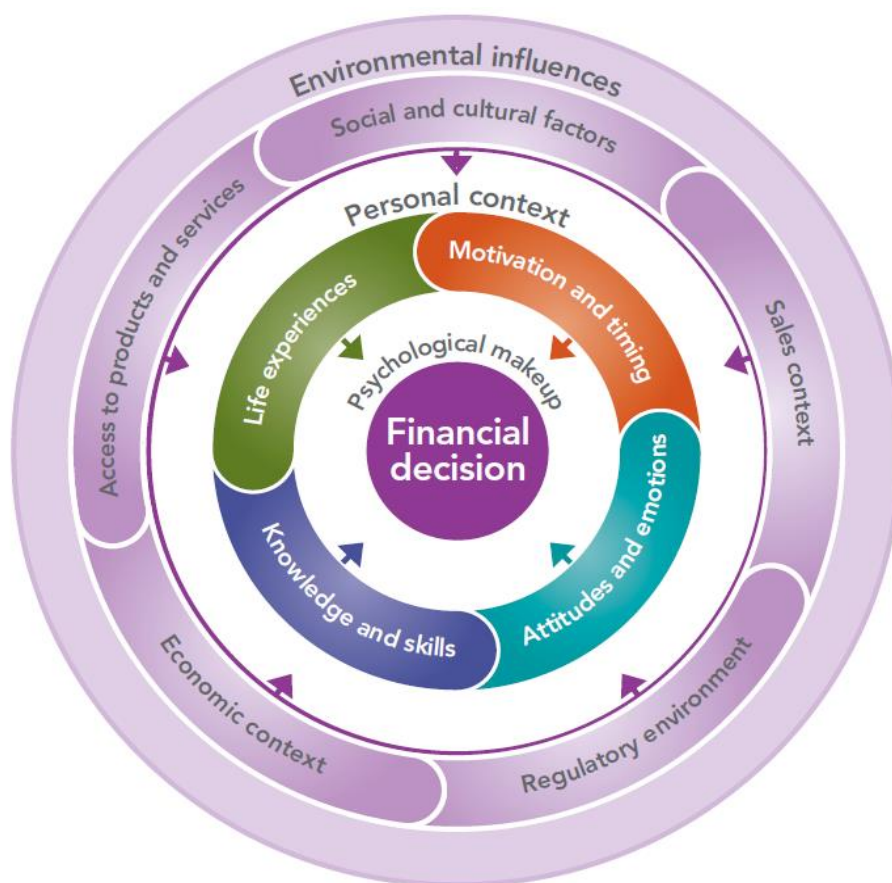 Environmental influences
Social and cultural factors
Access to products and services
Sales context
Economic context
Regulatory environment
Personal context
Life experiences
Motivation and timing
Knowledge and skills
Attitudes and emotions
Psychological makeup
Financial
decision